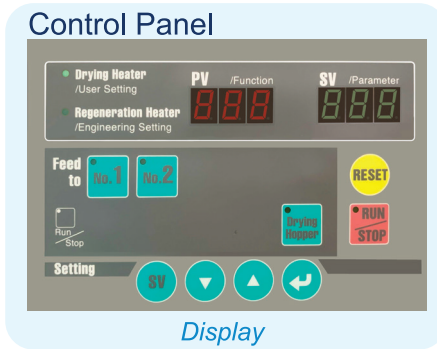 Control Panel
Drying Heater
/User Setting
Regeneration Heater
/Engineering Setting
PV /Function
SV /Parameter
888
888
Feed
to
No.1
No.2
RESET
Run
/Stop
Drying
Hopper
RUN
STOP
Setting
SV
Display